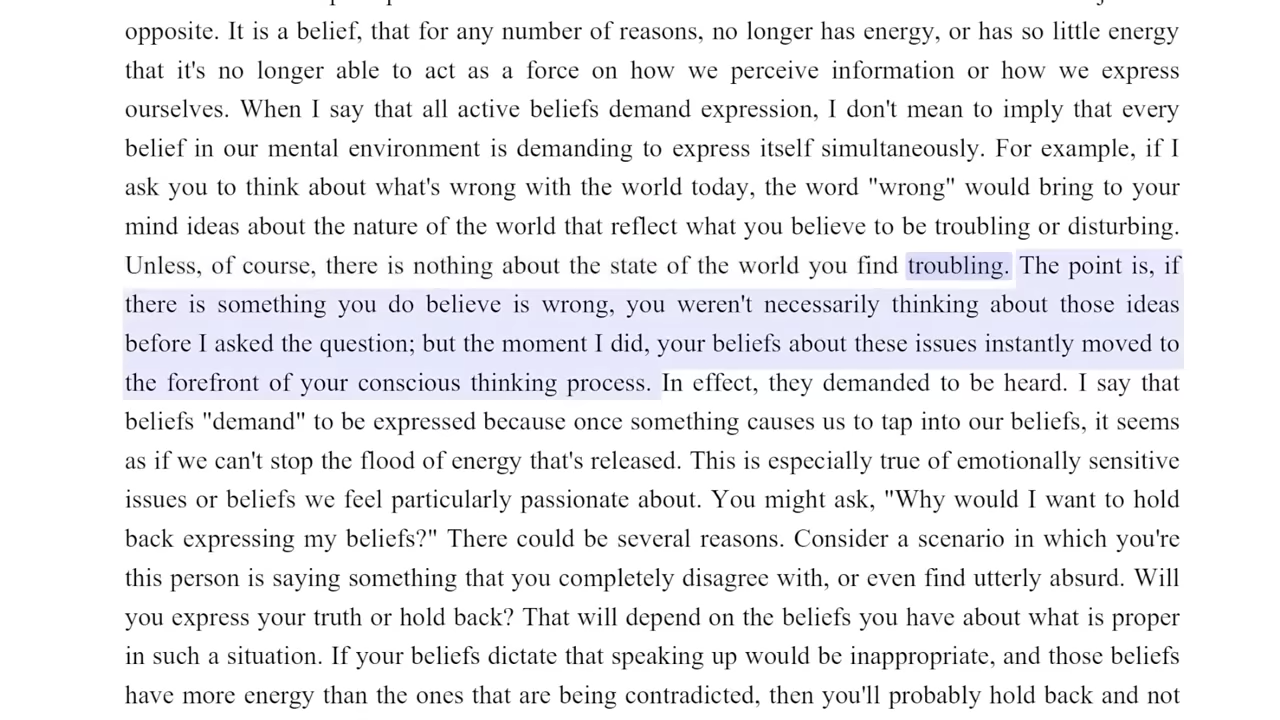 opposite. It is a belief, that for any number of reasons, no longer has energy, or has so little energy
that it's no longer able to act as a force on how we perceive information or how we express
ourselves. When I say that all active beliefs demand expression, I don't mean to imply that every
belief in our mental environment is demanding to express itself simultaneously. For example, if I
ask you to think about what's wrong with the world today, the word "wrong" would bring to your
mind ideas about the nature of the world that reflect what you believe to be troubling or disturbing.
Unless, of course, there is nothing about the state of the world you find troubling. The point is, if
there is something you do believe is wrong, you weren't necessarily thinking about those ideas
before I asked the question; but the moment I did, your beliefs about these issues instantly moved to
the forefront of your conscious thinking process. In effect, they demanded to be heard. I say that
beliefs "demand" to be expressed because once something causes us to tap into our beliefs, it seems
as if we can't stop the flood of energy that's released. This is especially true of emotionally sensitive
issues or beliefs we feel particularly passionate about. You might ask, "Why would I want to hold
back expressing my beliefs?" There could be several reasons. Consider a scenario in which you're
this person is saying something that you completely disagree with, or even find utterly absurd. Will
you express your truth or hold back? That will depend on the beliefs you have about what is proper
in such a situation. If your beliefs dictate that speaking up would be inappropriate, and those beliefs
have more energy than the ones that are being contradicted, then you'll probably hold back and not